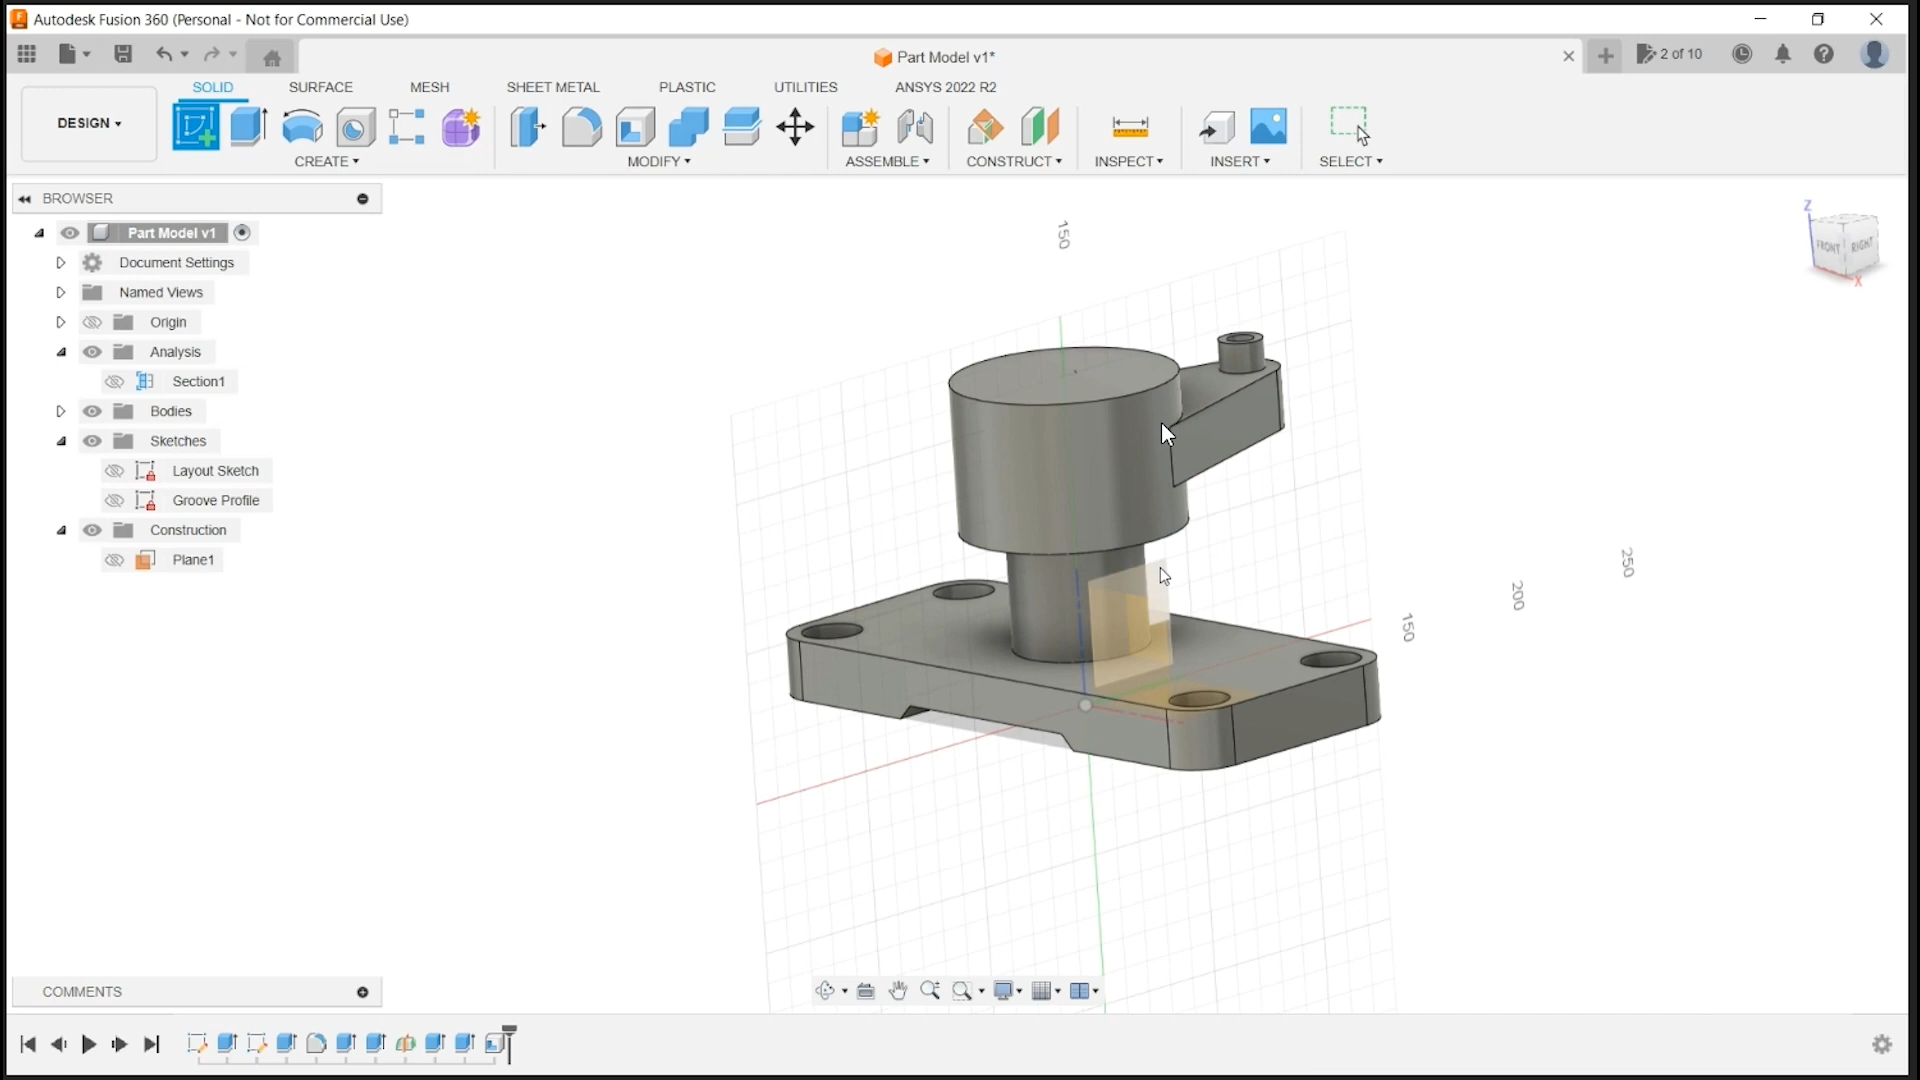 Autodesk Fusion 360 (Personal - Not for Commercial Use)
Part Model v1*
2 of 10
SOLID SURFACE MESH SHEET METAL PLASTIC UTILITIES ANSYS 2022 R2
DESIGN
CREATE MODIFY ASSEMBLE CONSTRUCT INSPECT INSERT SELECT
BROWSER
Part Model v1
Document Settings
Named Views
Origin
Analysis
Section1
Bodies
Sketches
Layout Sketch
Groove Profile
Construction
Plane1
150
Z
FRONT RIGHT
X
250
200
150
COMMENTS